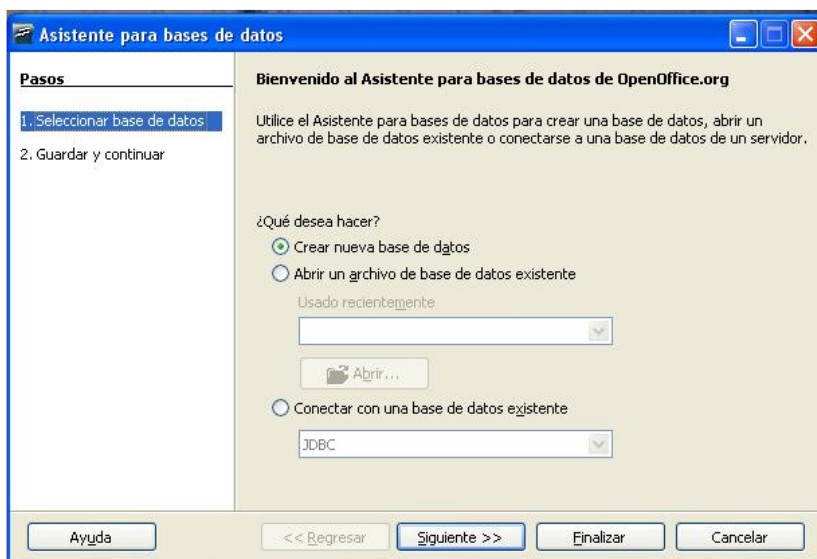 Asistente para bases de datos
Pasos
1. Seleccionar base de datos
2. Guardar y continuar
Bienvenido al Asistente para bases de datos de OpenOffice.org
Utilice el Asistente para bases de datos para crear una base de datos, abrir un
archivo de base de datos existente o conectarse a una base de datos de un servidor.
¿Qué desea hacer?
Crear nueva base de datos
Abrir un archivo de base de datos existente
Usado recientemente
Abrir...
Conectar con una base de datos existente
JDBC
Ayuda
<< Regresar
Siguiente >>
Finalizar
Cancelar